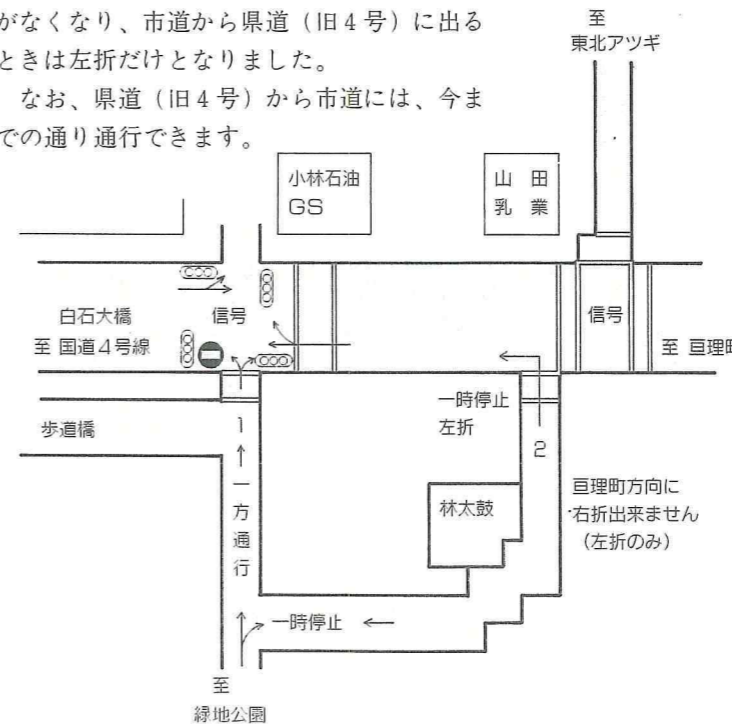 がなくなり、市道から県道（旧４号）に出る
ときは左折だけとなりました。
　なお、県道（旧４号）から市道には、今ま
での通り通行できます。
至
東北アツギ
小林石油
GS
山　田
乳　業
白石大橋
至 国道４号線
信号
信号
至 亘理町
歩道橋
1
一方通行
一時停止
左折
2
林太鼓
亘理町方向に
右折出来ません
（左折のみ）
一時停止
至
緑地公園